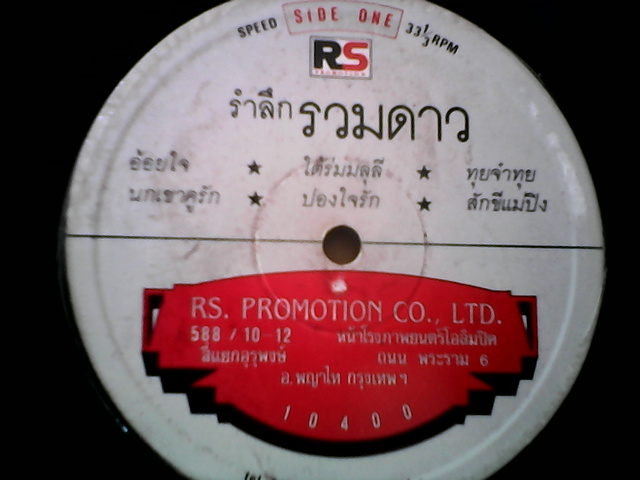 SPEED SIDE ONE 33 1/3 RPM
RS
PROMOTION
รำลึก รวมดาว
อ้อยใจ ★ ใต้ร่มมลุลี ★ ทุยจ๋าทุย
นกเขาคูรัก ★ ปองใจรัก ★ สักขีแม่ปิง
RS. PROMOTION CO., LTD.
588 / 10-12 หน้าโรงภาพยนตร์โอลิมปิค
สี่แยกอุรุพงษ์ ถนน พระราม 6
อ.พญาไท กรุงเทพฯ
10400